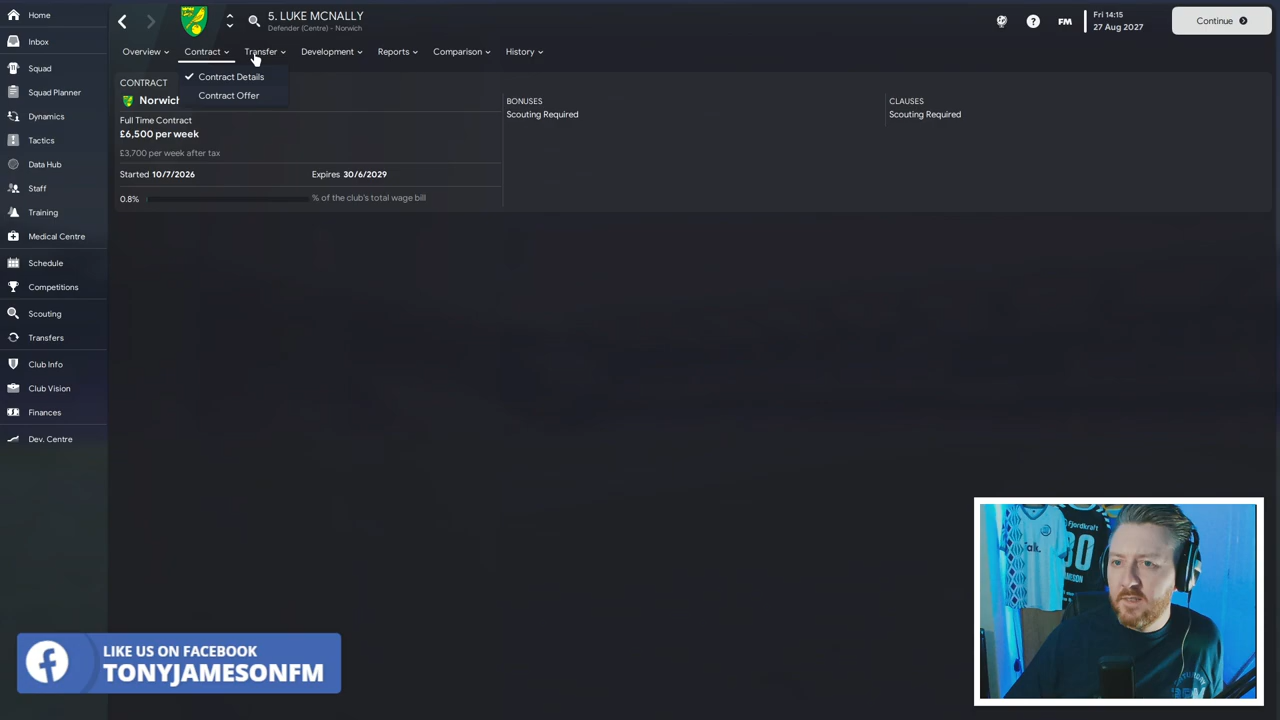 Home
Inbox
Squad
Squad Planner
Dynamics
Tactics
Data Hub
Staff
Training
Medical Centre
Schedule
Competitions
Scouting
Transfers
Club Info
Club Vision
Finances
Dev. Centre
5. LUKE MCNALLY
Defender (Centre) - Norwich
FM
Fri 14:15
27 Aug 2027
Continue
Overview
Contract
Transfer
Development
Reports
Comparison
History
Contract Details
Contract Offer
CONTRACT
Norwich
Full Time Contract
£6,500 per week
£3,700 per week after tax
Started 10/7/2026
Expires 30/6/2029
0.8%
% of the club's total wage bill
BONUSES
Scouting Required
CLAUSES
Scouting Required
LIKE US ON FACEBOOK
TONYJAMESONFM
Fjordkraft
80
JAMESON